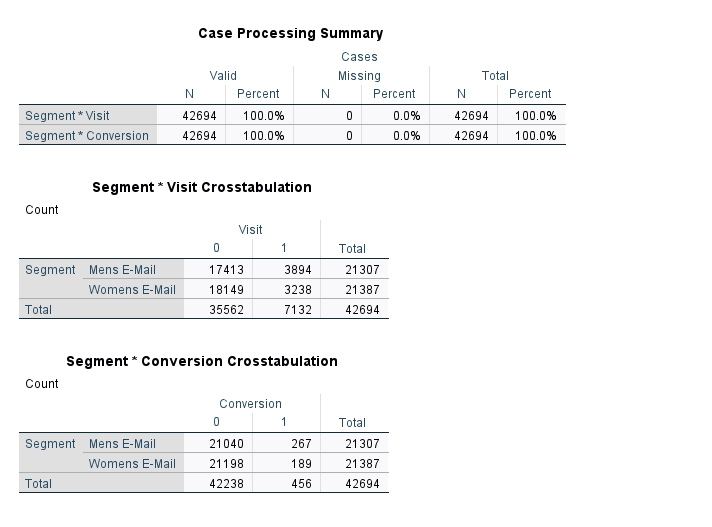 Case Processing Summary
Cases
Valid Missing Total
N Percent N Percent N Percent
Segment * Visit 42694 100.0% 0 0.0% 42694 100.0%
Segment * Conversion 42694 100.0% 0 0.0% 42694 100.0%
Segment * Visit Crosstabulation
Count
Visit
0 1 Total
Segment Mens E-Mail 17413 3894 21307
Womens E-Mail 18149 3238 21387
Total 35562 7132 42694
Segment * Conversion Crosstabulation
Count
Conversion
0 1 Total
Segment Mens E-Mail 21040 267 21307
Womens E-Mail 21198 189 21387
Total 42238 456 42694